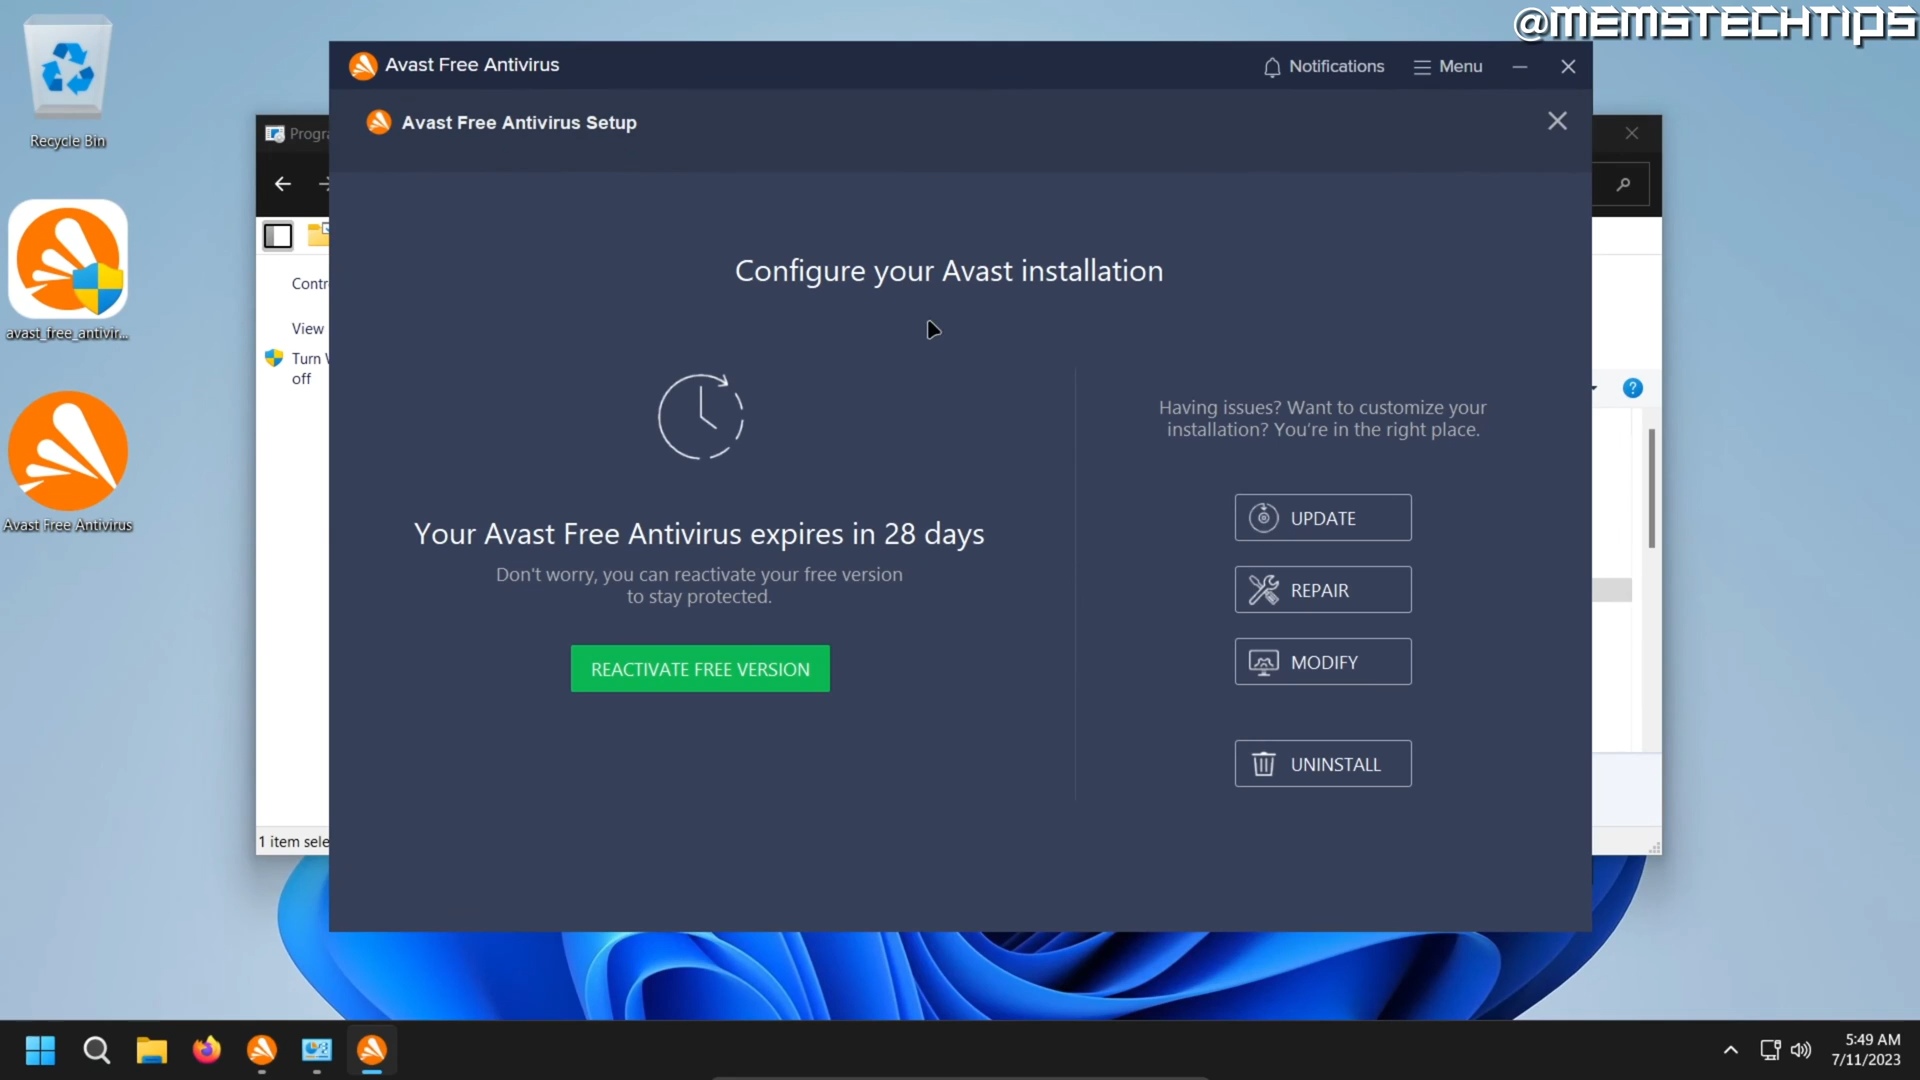 @MEMSTECHTIPS
Recycle Bin
avast_free_antivir...
Avast Free Antivirus
Progra
Contr
View
Turn W
off
1 item sele
Avast Free Antivirus
Notifications
Menu
Avast Free Antivirus Setup
Configure your Avast installation
Your Avast Free Antivirus expires in 28 days
Don't worry, you can reactivate your free version
to stay protected.
REACTIVATE FREE VERSION
Having issues? Want to customize your
installation? You're in the right place.
UPDATE
REPAIR
MODIFY
UNINSTALL
?
5:49 AM
7/11/2023